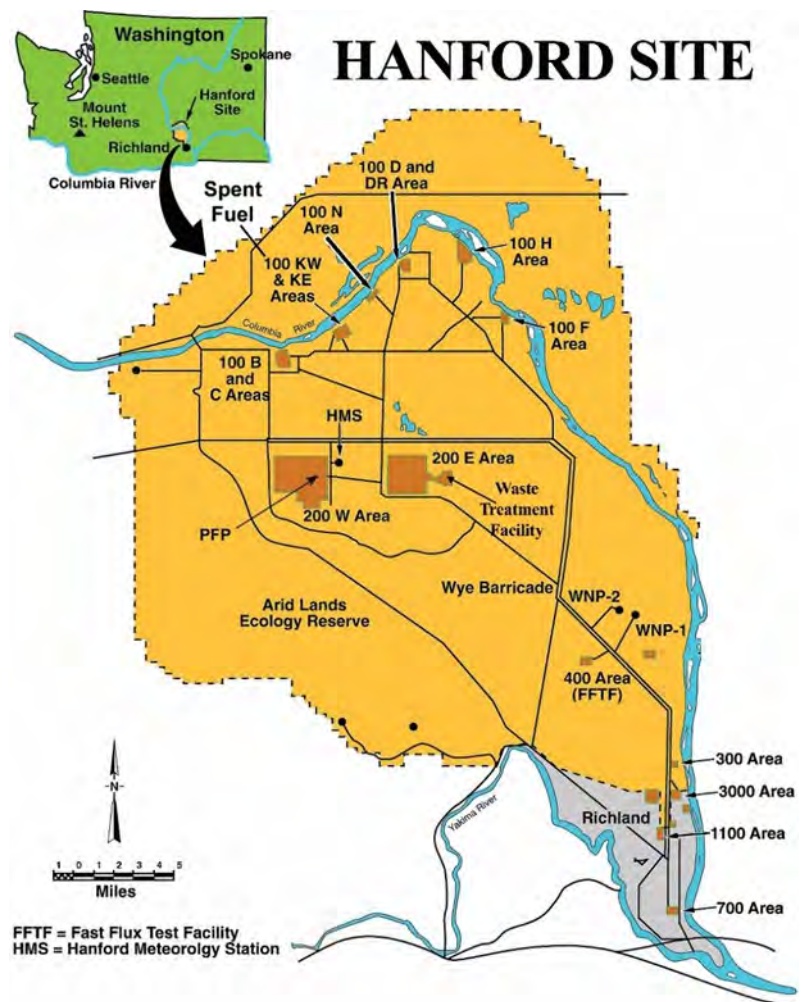 HANFORD SITE
Washington
Spokane
Seattle
Hanford
Site
Mount
St. Helens
Richland
Columbia River
Spent
Fuel
100 D and
DR Area
100 N
Area
100 H
Area
100 KW
& KE
Areas
Columbia River
100 F
Area
100 B
and
C Areas
HMS
200 E Area
Waste
Treatment
Facility
200 W Area
PFP
Wye Barricade
WNP-2
Arid Lands
Ecology Reserve
WNP-1
400 Area
(FFTF)
300 Area
-N-
3000 Area
Richland
Yakima River
1100 Area
1 0 1 2 3 4 5
Miles
700 Area
FFTF = Fast Flux Test Facility
HMS = Hanford Meteorolgy Station